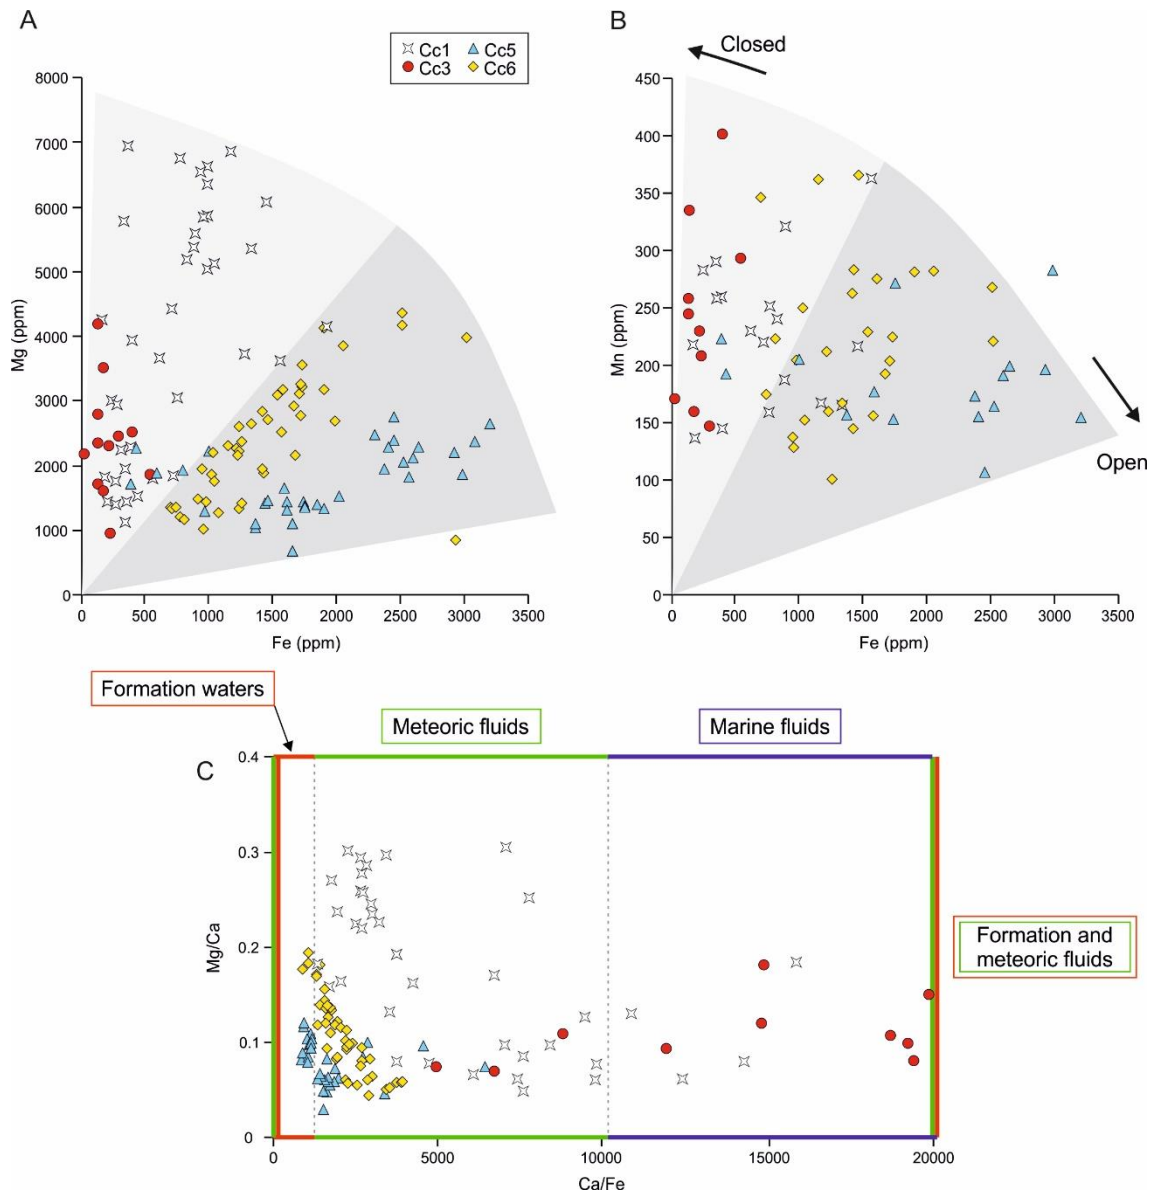 A
Cc1 Cc5
Cc3 Cc6
8000
7000
6000
5000
4000
3000
2000
1000
0
Mg (ppm)
0 500 1000 1500 2000 2500 3000 3500
Fe (ppm)
B
Closed
450
400
350
300
250
200
150
100
50
0
Mn (ppm)
Open
0 500 1000 1500 2000 2500 3000 3500
Fe (ppm)
Formation waters
Meteoric fluids
Marine fluids
C
0.4
0.3
0.2
0.1
0
Mg/Ca
Formation and
meteoric fluids
0 5000 10000 15000 20000
Ca/Fe